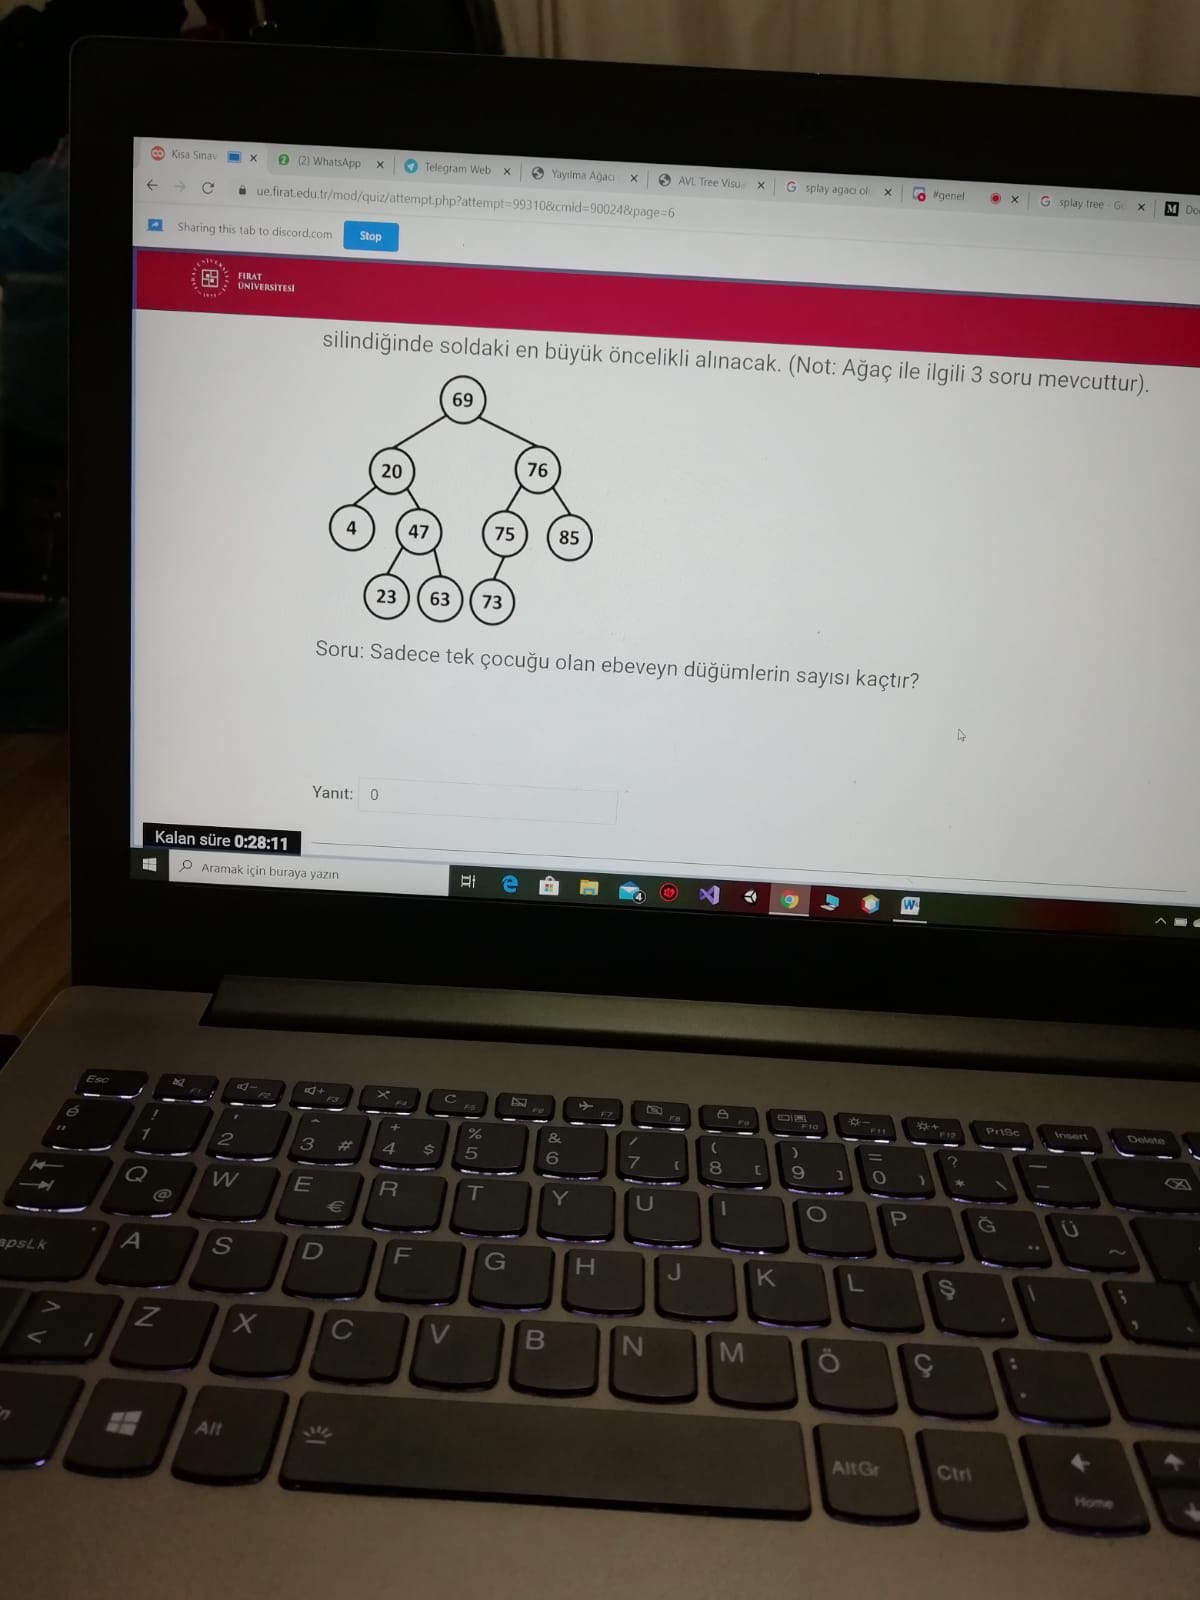 Kısa Sınav
(2) WhatsApp
Telegram Web
Yayılma Ağacı
AVL Tree Visua
splay agacı ol
#genel
splay tree - Go
ue.firat.edu.tr/mod/quiz/attempt.php?attempt=99310&cmid=90024&page=6
Sharing this tab to discord.com
Stop
FIRAT
ÜNİVERSİTESİ
silindiğinde soldaki en büyük öncelikli alınacak. (Not: Ağaç ile ilgili 3 soru mevcuttur).
69
20 76
4 47 75 85
23 63 73
Soru: Sadece tek çocuğu olan ebeveyn düğümlerin sayısı kaçtır?
Yanıt: 0
Kalan süre 0:28:11
Aramak için buraya yazın
Esc F1 F2 F3 F4 F5 F6 F7 F8 F9 F10 F11 F12 PrtSc Insert Delete
é " ! 1 ' 2 ^ 3 # + 4 $ % 5 & 6 / 7 { ( 8 [ ) 9 ] = 0 } ? * \ _ -
Q @ W E € R T Y U I O P Ğ ¨ Ü ~
apsLk A S D F G H J K L Ş İ ; ,
> < | Z X C V B N M Ö Ç : .
Alt AltGr Ctrl Home